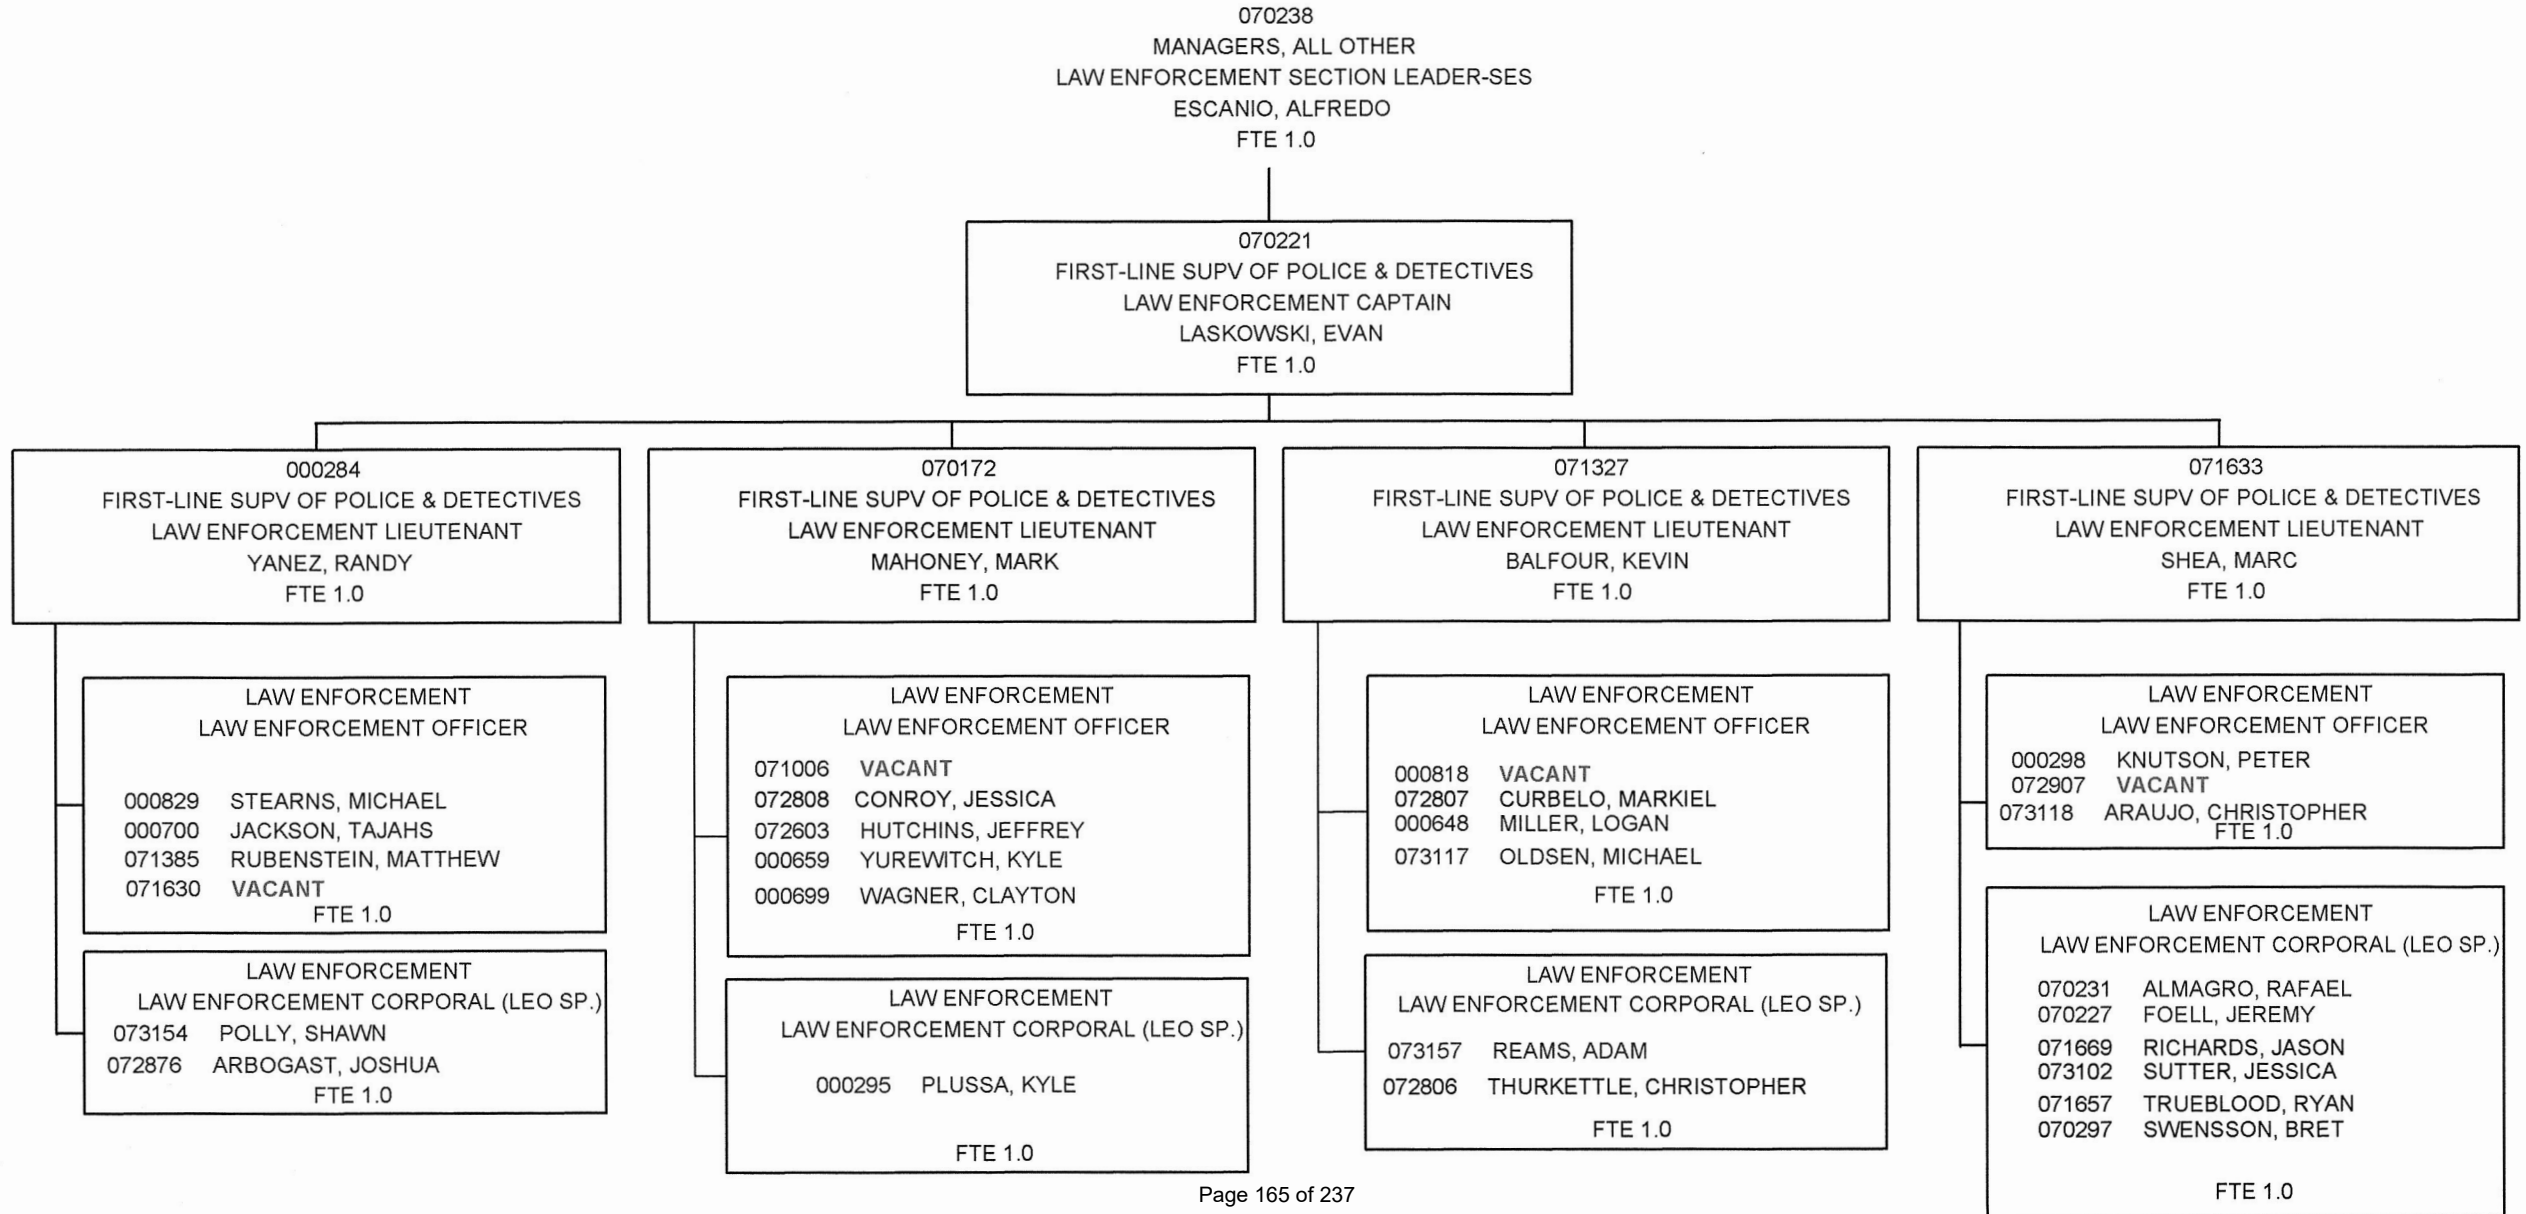 070238
MANAGERS, ALL OTHER
LAW ENFORCEMENT SECTION LEADER-SES
ESCANIO, ALFREDO
FTE 1.0
070221
FIRST-LINE SUPV OF POLICE & DETECTIVES
LAW ENFORCEMENT CAPTAIN
LASKOWSKI, EVAN
FTE 1.0
000284
FIRST-LINE SUPV OF POLICE & DETECTIVES
LAW ENFORCEMENT LIEUTENANT
YANEZ, RANDY
FTE 1.0
LAW ENFORCEMENT
LAW ENFORCEMENT OFFICER
000829 STEARNS, MICHAEL
000700 JACKSON, TAJAHS
071385 RUBENSTEIN, MATTHEW
071630 VACANT
FTE 1.0
LAW ENFORCEMENT
LAW ENFORCEMENT CORPORAL (LEO SP.)
073154 POLLY, SHAWN
072876 ARBOGAST, JOSHUA
FTE 1.0
070172
FIRST-LINE SUPV OF POLICE & DETECTIVES
LAW ENFORCEMENT LIEUTENANT
MAHONEY, MARK
FTE 1.0
LAW ENFORCEMENT
LAW ENFORCEMENT OFFICER
071006 VACANT
072808 CONROY, JESSICA
072603 HUTCHINS, JEFFREY
000659 YUREWITCH, KYLE
000699 WAGNER, CLAYTON
FTE 1.0
LAW ENFORCEMENT
LAW ENFORCEMENT CORPORAL (LEO SP.)
000295 PLUSSA, KYLE
FTE 1.0
071327
FIRST-LINE SUPV OF POLICE & DETECTIVES
LAW ENFORCEMENT LIEUTENANT
BALFOUR, KEVIN
FTE 1.0
LAW ENFORCEMENT
LAW ENFORCEMENT OFFICER
000818 VACANT
072807 CURBELO, MARKIEL
000648 MILLER, LOGAN
073117 OLDSEN, MICHAEL
FTE 1.0
LAW ENFORCEMENT
LAW ENFORCEMENT CORPORAL (LEO SP.)
073157 REAMS, ADAM
072806 THURKETTLE, CHRISTOPHER
FTE 1.0
071633
FIRST-LINE SUPV OF POLICE & DETECTIVES
LAW ENFORCEMENT LIEUTENANT
SHEA, MARC
FTE 1.0
LAW ENFORCEMENT
LAW ENFORCEMENT OFFICER
000298 KNUTSON, PETER
072907 VACANT
073118 ARAUJO, CHRISTOPHER
FTE 1.0
LAW ENFORCEMENT
LAW ENFORCEMENT CORPORAL (LEO SP.)
070231 ALMAGRO, RAFAEL
070227 FOELL, JEREMY
071669 RICHARDS, JASON
073102 SUTTER, JESSICA
071657 TRUEBLOOD, RYAN
070297 SWENSSON, BRET
FTE 1.0
Page 165 of 237